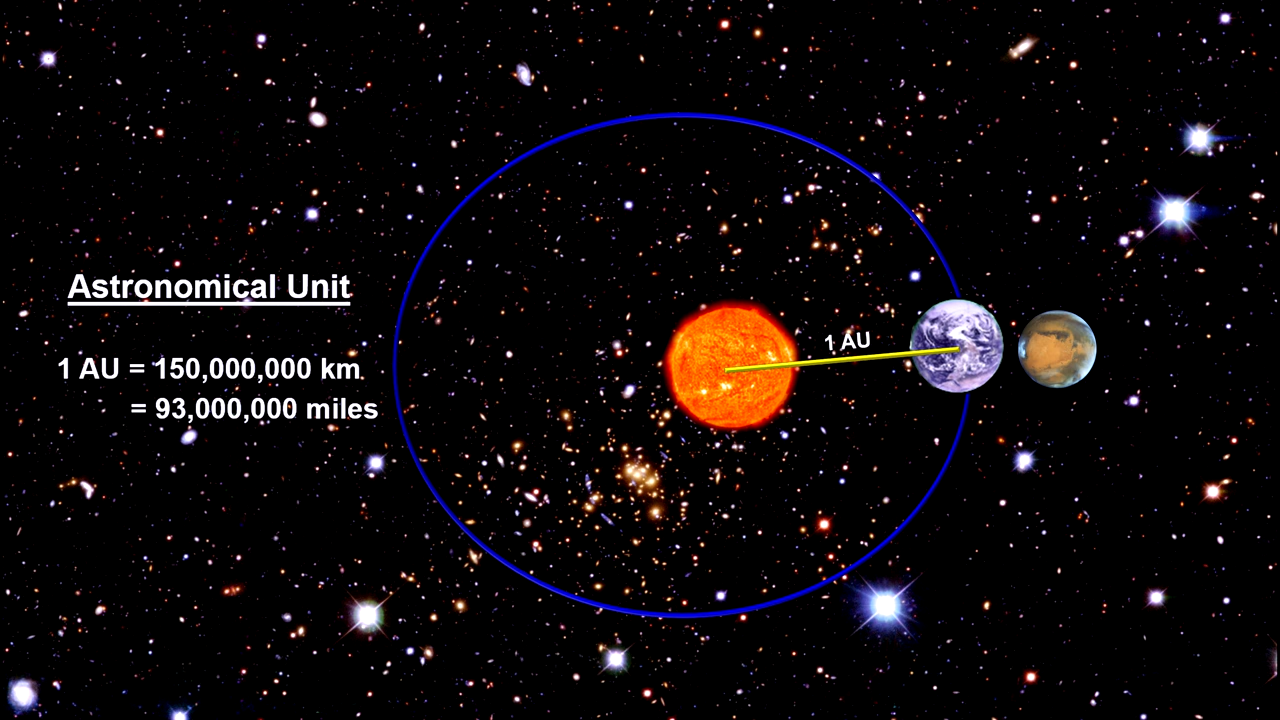 Astronomical Unit
1 AU = 150,000,000 km
= 93,000,000 miles
1 AU